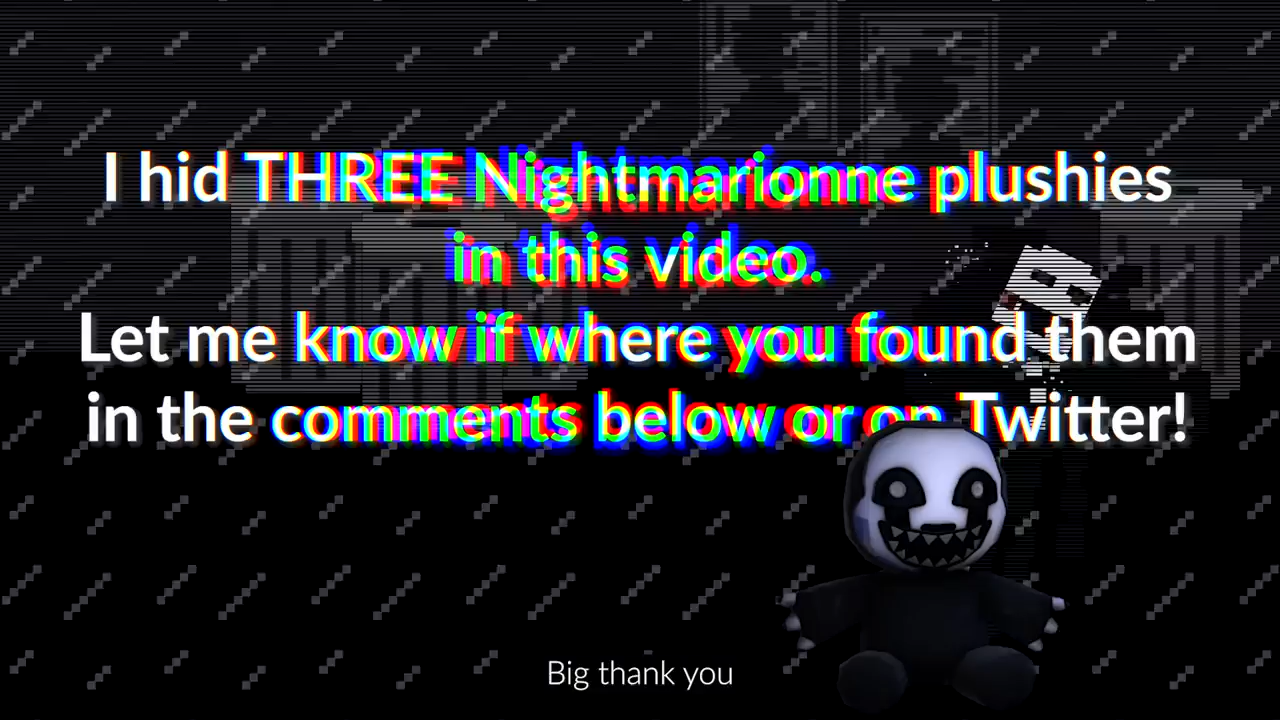 I hid THREE Nightmarionne plushies
in this video.
Let me know if where you found them
in the comments below or on Twitter!
Big thank you